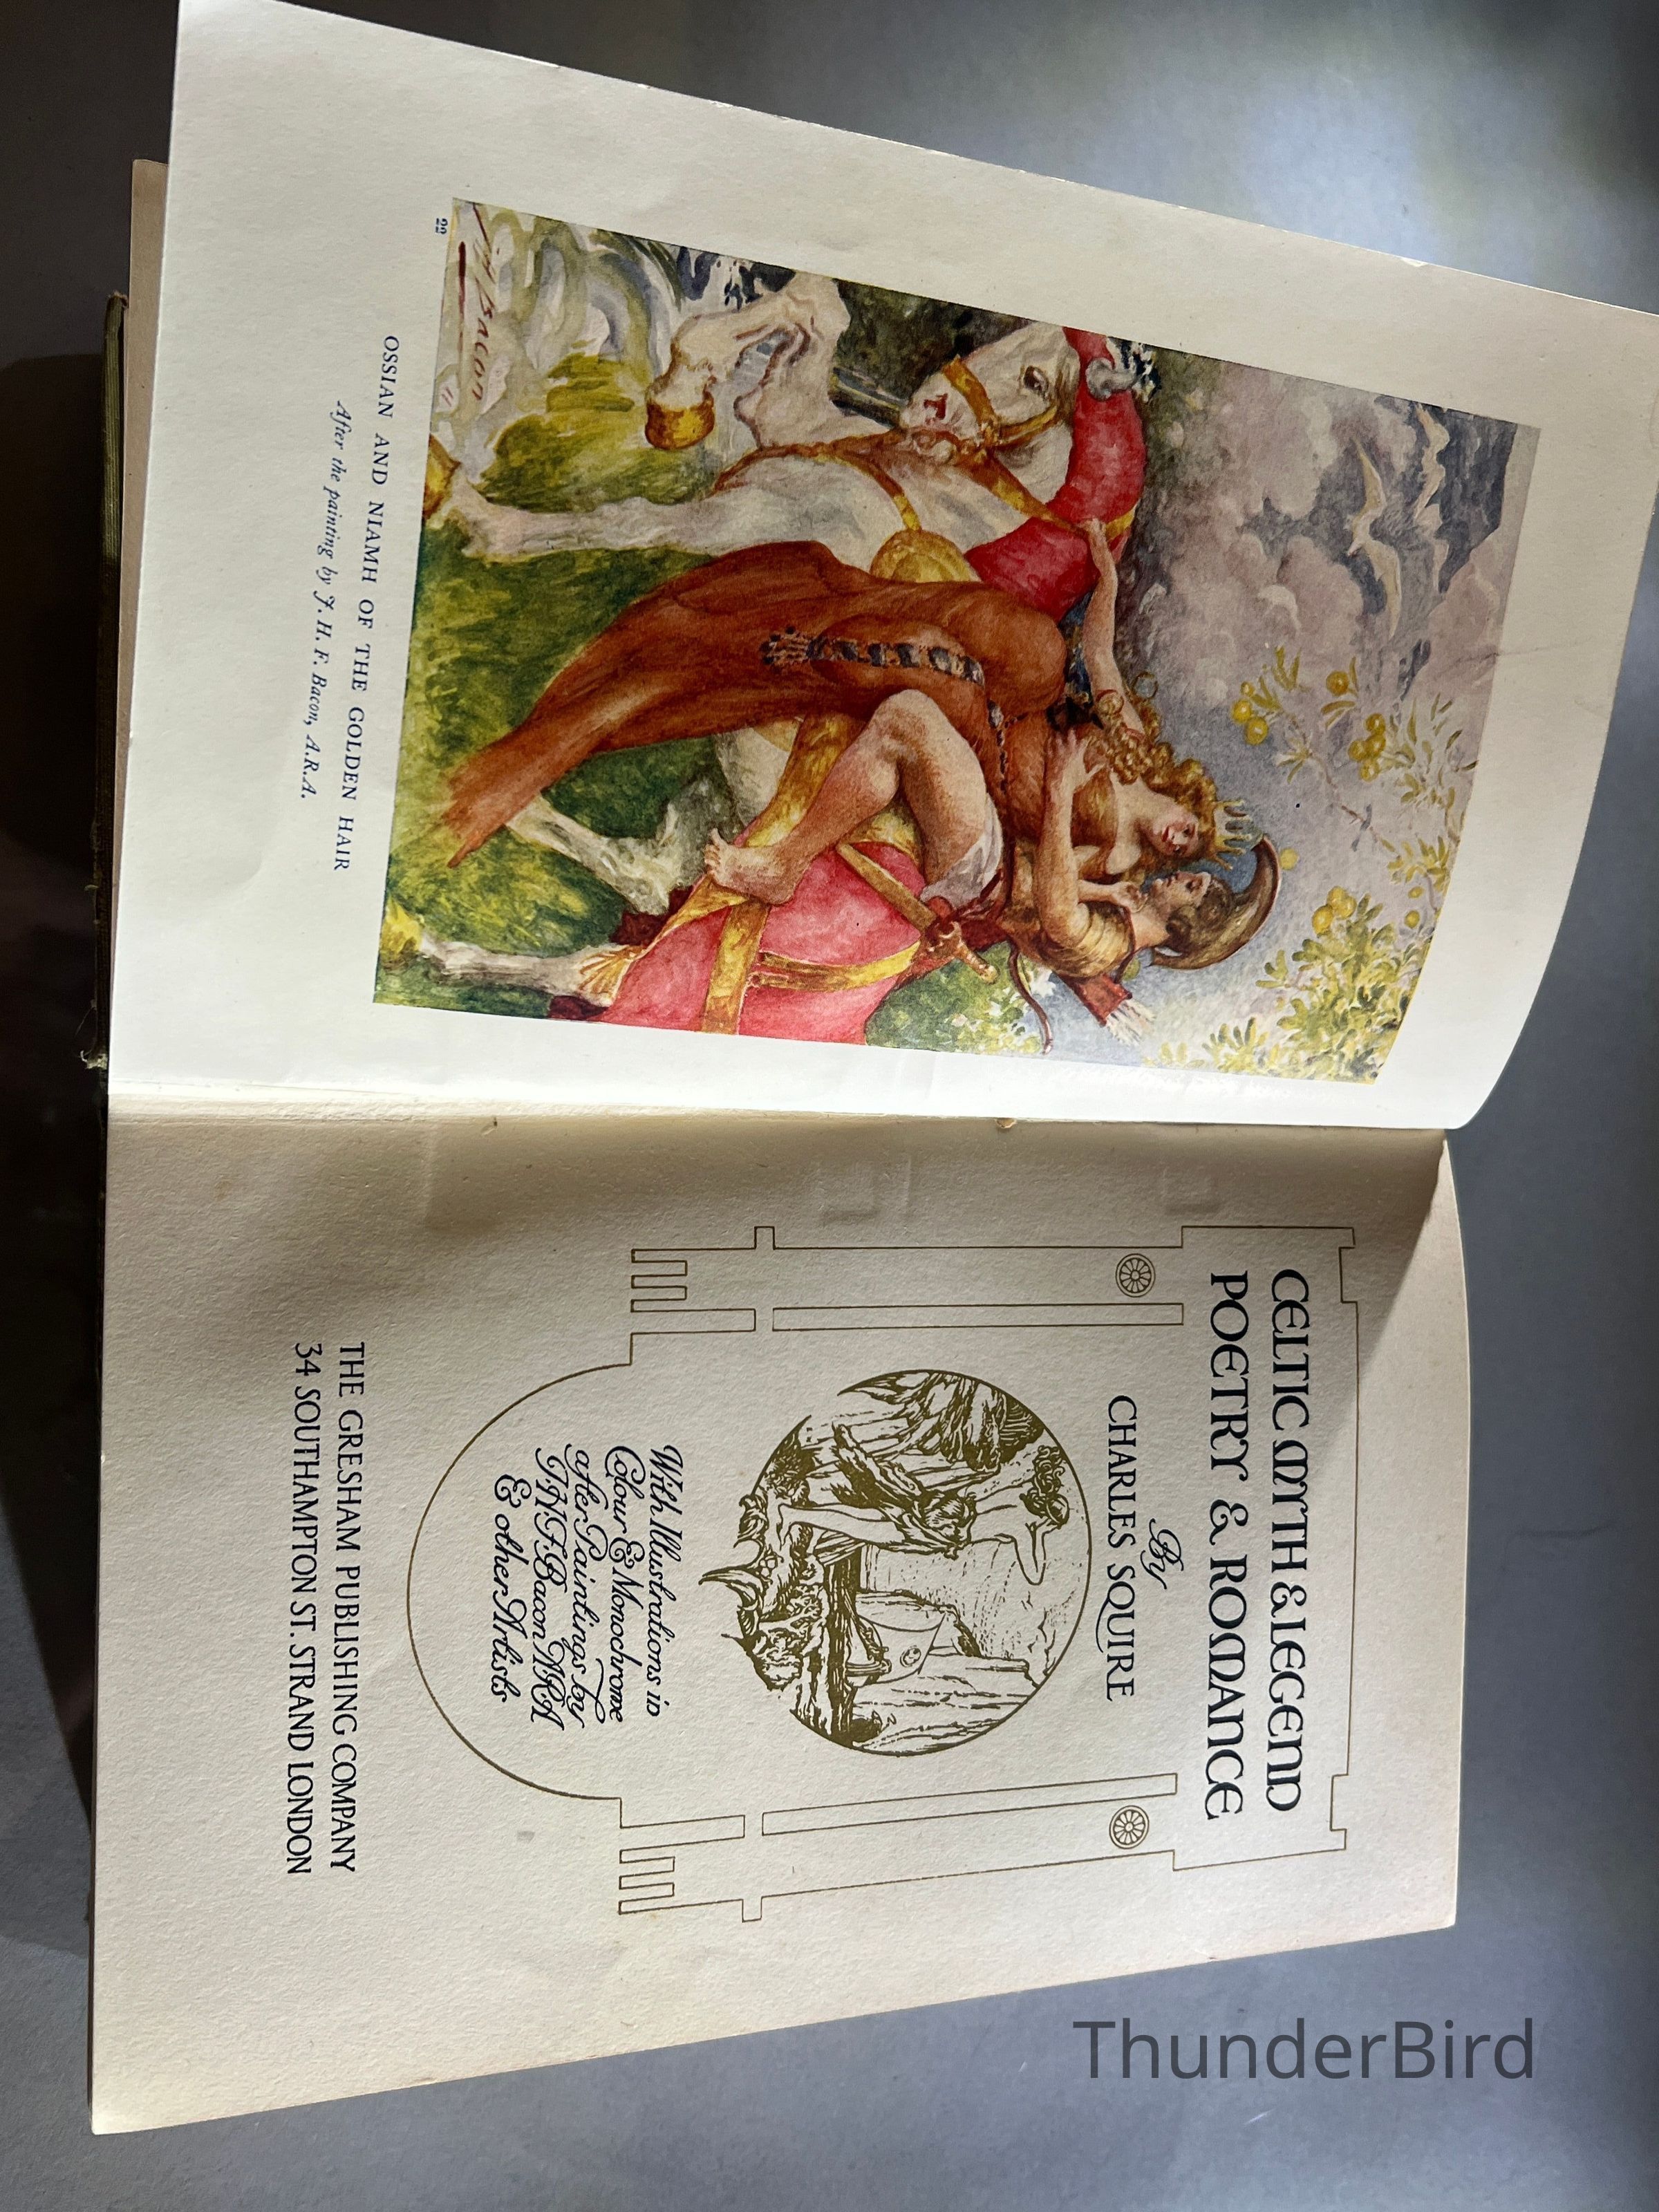 J.H.F. Bacon
22
OSSIAN AND NIAMH OF THE GOLDEN HAIR
After the painting by J. H. F. Bacon, A.R.A.
CELTIC MYTH & LEGEND
POETRY & ROMANCE
By
CHARLES SQUIRE
With Illustrations in
Colour & Monochrome
after Paintings by
J.H.F. Bacon ARA
& other Artists
THE GRESHAM PUBLISHING COMPANY
34 SOUTHAMPTON ST. STRAND LONDON
ThunderBird